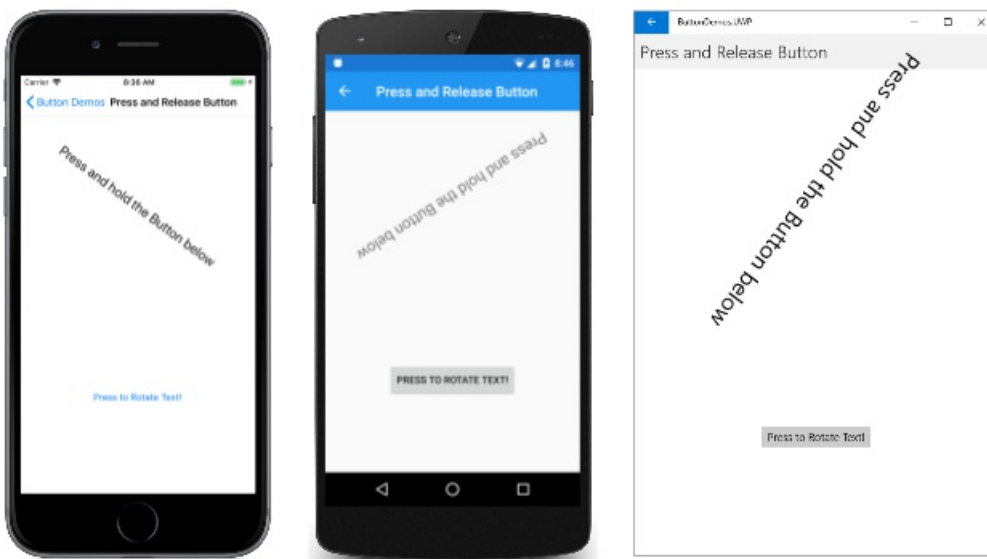 Carrier 8:36 AM
Button Demos Press and Release Button
Press and hold the Button below
Press to Rotate Text!
8:46
Press and Release Button
Press and hold the Button below
PRESS TO ROTATE TEXT!
ButtonDemos.UWP
Press and Release Button
Press and hold the Button below
Press to Rotate Text!